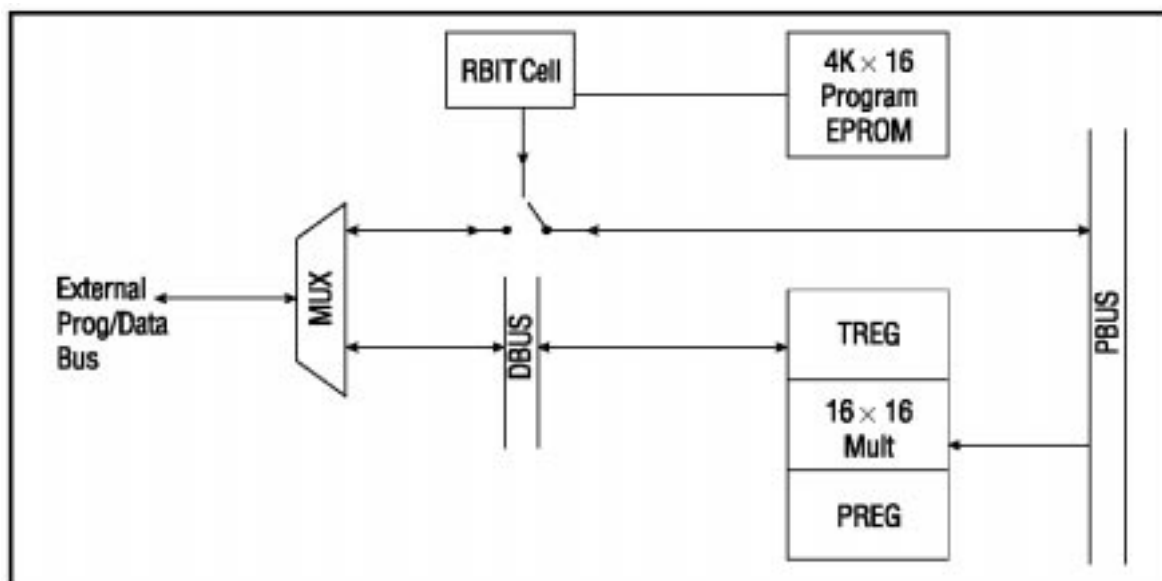 RBIT Cell
4K × 16
Program
EPROM
External
Prog/Data
Bus
MUX
DBUS
TREG
16 × 16
Mult
PREG
PBUS